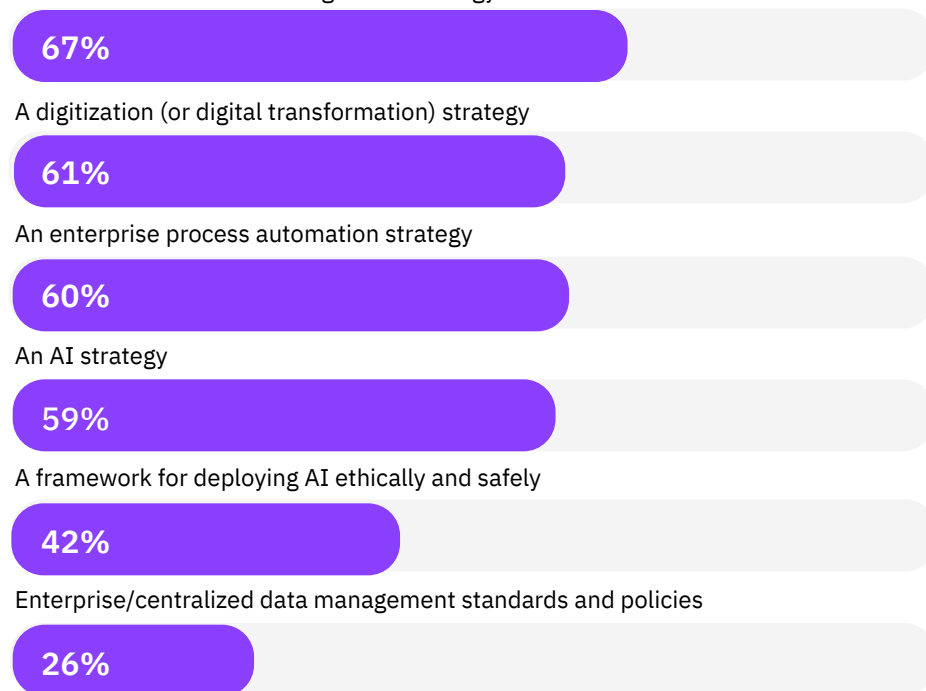 67%
A digitization (or digital transformation) strategy
61%
An enterprise process automation strategy
60%
An AI strategy
59%
A framework for deploying AI ethically and safely
42%
Enterprise/centralized data management standards and policies
26%